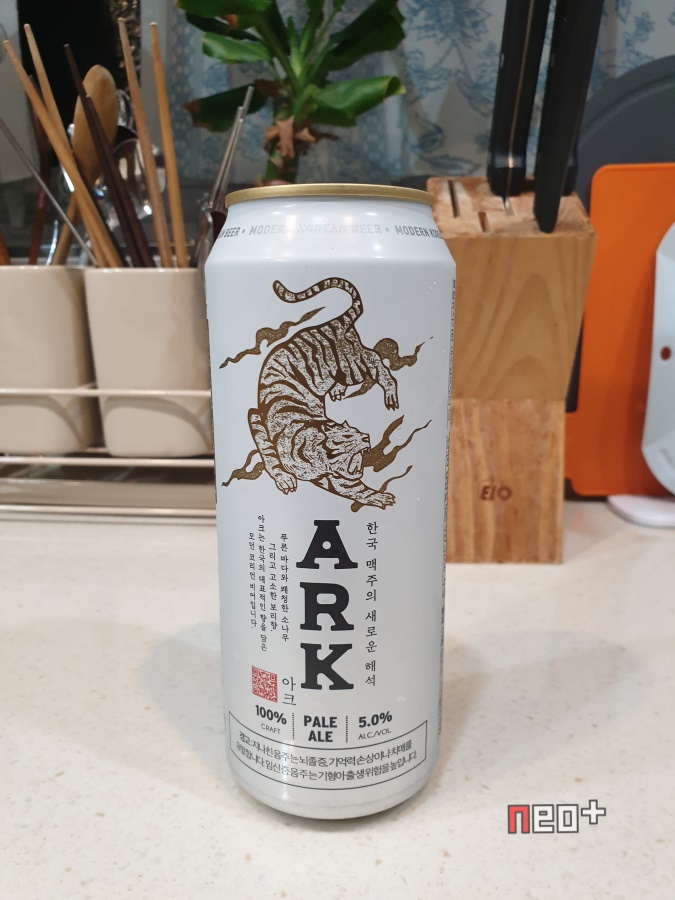 BEER • MODERN KOREAN BEER • MODERN KOR
한국 맥주의 새로운 해석
ARK
아크
푸른 바다와 쾌청한 소나무
그리고 고소한 보리향.
아크는 한국의 대표적인 향을 담은
모던 코리안 비어입니다.
100%
CRAFT
PALE
ALE
5.0%
ALC/VOL.
경고: 지나친 음주는 뇌졸중, 기억력 손상이나 치매를
유발합니다. 임신 중 음주는 기형아 출생 위험을 높입니다.
neo+